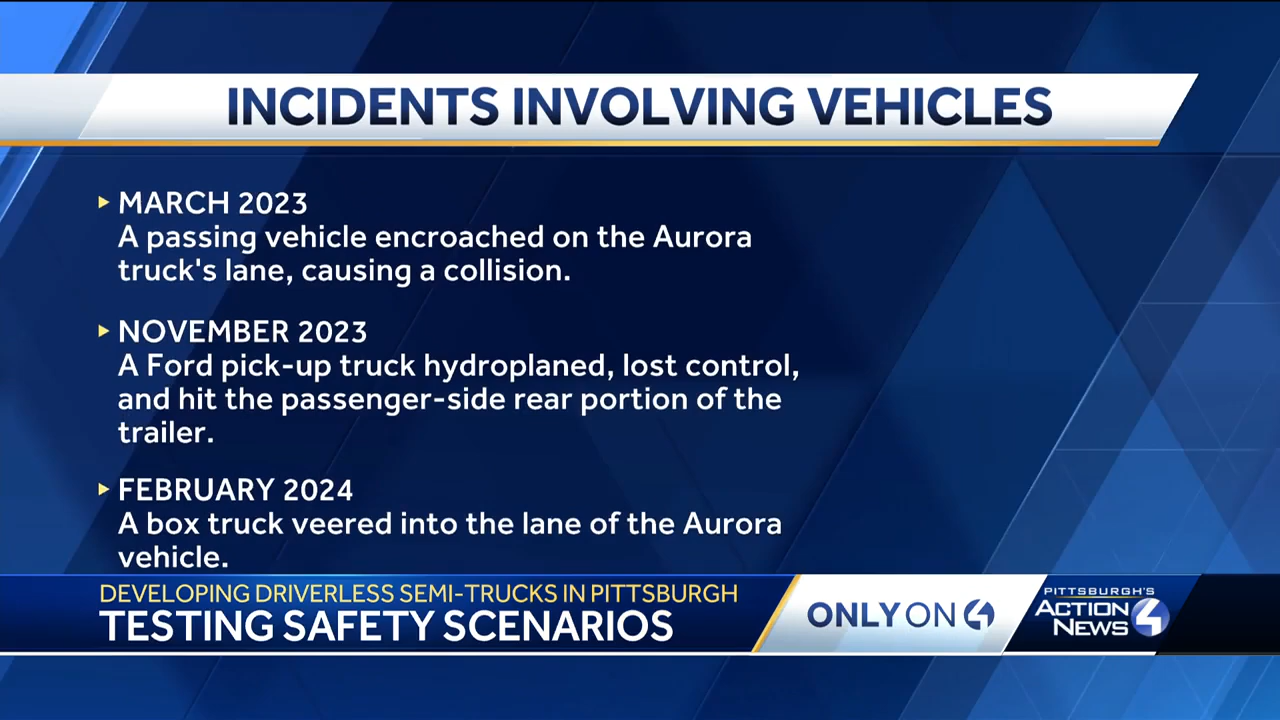 INCIDENTS INVOLVING VEHICLES
MARCH 2023
A passing vehicle encroached on the Aurora
truck's lane, causing a collision.
NOVEMBER 2023
A Ford pick-up truck hydroplaned, lost control,
and hit the passenger-side rear portion of the
trailer.
FEBRUARY 2024
A box truck veered into the lane of the Aurora
vehicle.
DEVELOPING DRIVERLESS SEMI-TRUCKS IN PITTSBURGH
TESTING SAFETY SCENARIOS
ONLY ON 4
PITTSBURGH'S
ACTION
NEWS 4